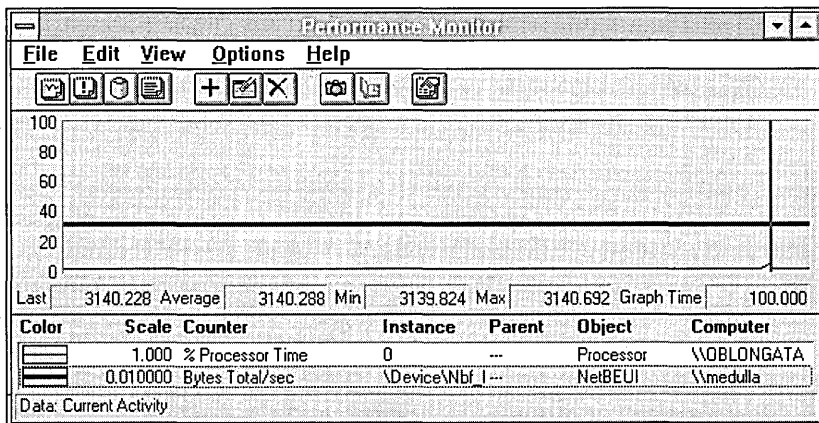 Performance Monitor
File Edit View Options Help
100
80
60
40
20
0
Last 3140.228 Average 3140.288 Min 3139.824 Max 3140.692 Graph Time 100.000
Color Scale Counter Instance Parent Object Computer
1.000 % Processor Time 0 --- Processor \\OBLONGATA
0.010000 Bytes Total/sec \Device\Nbf_I --- NetBEUI \\medulla
Data: Current Activity